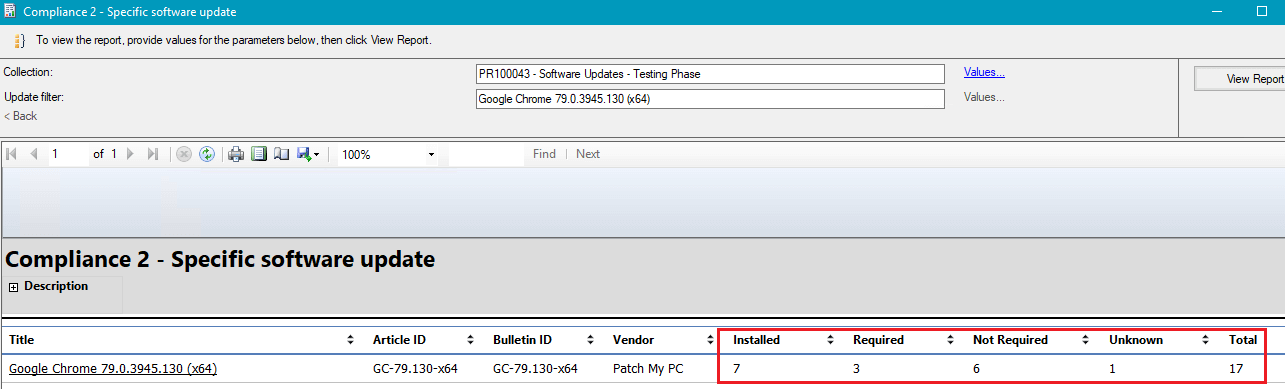 Compliance 2 - Specific software update
To view the report, provide values for the parameters below, then click View Report.
Collection: PR100043 - Software Updates - Testing Phase Values... View Report
Update filter: Google Chrome 79.0.3945.130 (x64) Values...
< Back
1 of 1 100% Find | Next
Compliance 2 - Specific software update
Description
Title Article ID Bulletin ID Vendor Installed Required Not Required Unknown Total
Google Chrome 79.0.3945.130 (x64) GC-79.130-x64 GC-79.130-x64 Patch My PC 7 3 6 1 17